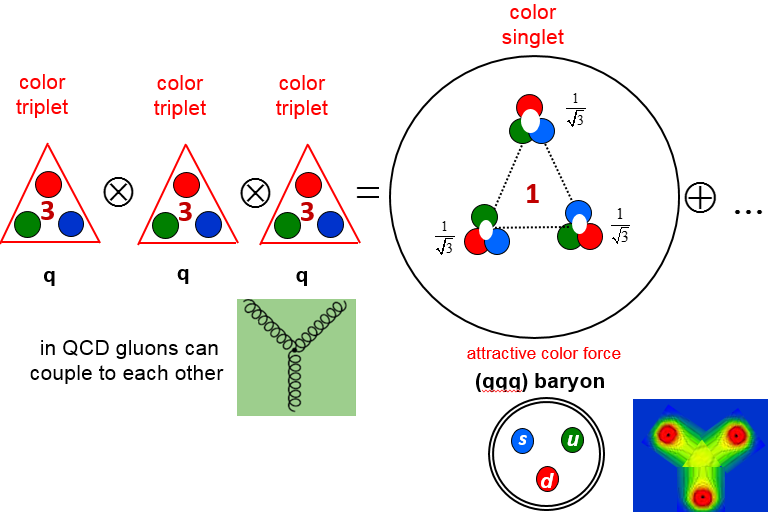 color
triplet
color
triplet
color
triplet
color
singlet
3
⊗
3
⊗
3
=
1
1/√3
1/√3
1/√3
⊕
...
q
q
q
in QCD gluons can
couple to each other
attractive color force
(qqq) baryon
s
u
d